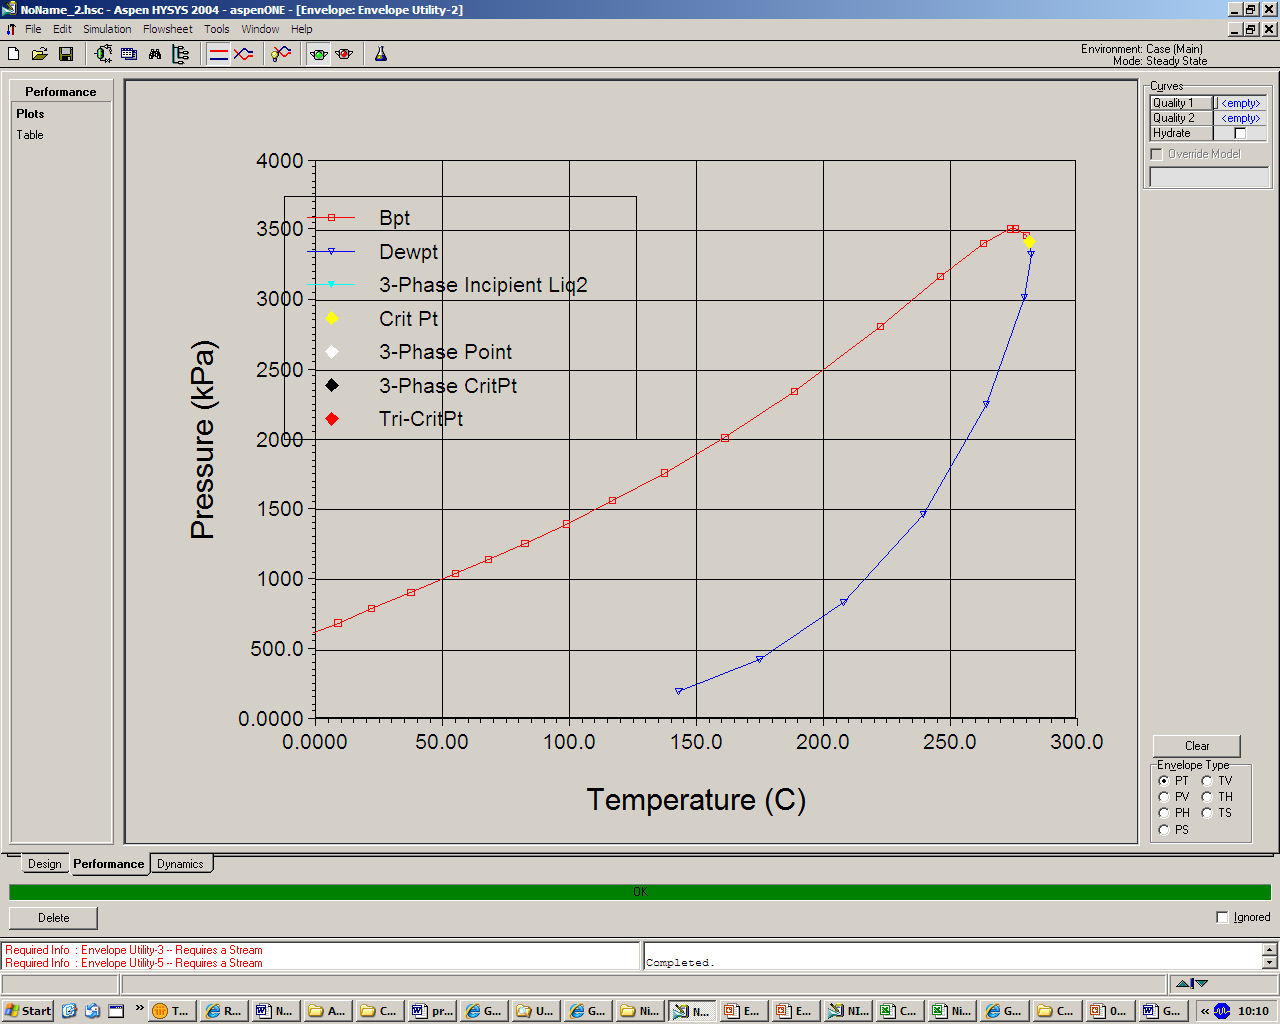 NoName_2.hsc - Aspen HYSYS 2004 - aspenONE - [Envelope: Envelope Utility-2]
File Edit Simulation Flowsheet Tools Window Help
Environment: Case (Main)
Mode: Steady State
Performance
Plots
Table
Curves
Quality 1 <empty>
Quality 2 <empty>
Hydrate
Override Model
4000
3500
3000
2500
2000
1500
1000
500.0
0.0000
Pressure (kPa)
Bpt
Dewpt
3-Phase Incipient Liq2
Crit Pt
3-Phase Point
3-Phase CritPt
Tri-CritPt
0.0000 50.00 100.0 150.0 200.0 250.0 300.0
Temperature (C)
Clear
Envelope Type
PT TV
PV TH
PH TS
PS
Design Performance Dynamics
OK
Delete
Ignored
Required Info : Envelope Utility-3 -- Requires a Stream
Required Info : Envelope Utility-5 -- Requires a Stream
Completed.
Start » T... R... N... A... C... pr... G... U... G... Ni... N... E... E... NI... C... Ni... G... C... 0... G... « 10:10